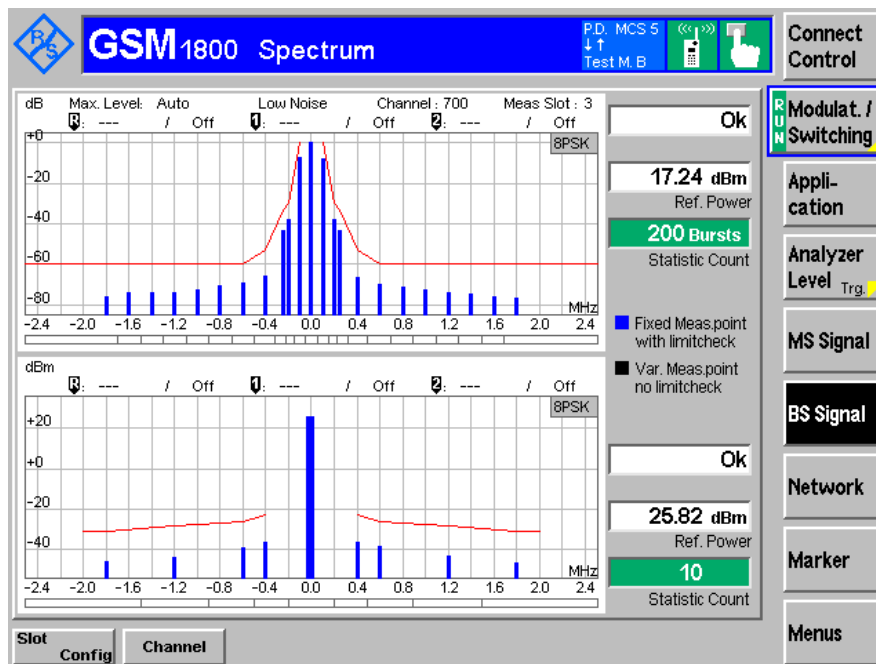 R/S
GSM 1800 Spectrum
P.D. MCS 5
↓↑
Test M. B
Connect
Control
dB Max. Level: Auto Low Noise Channel : 700 Meas Slot : 3
R: --- / Off 1: --- / Off 2: --- / Off
8PSK
+0
-20
-40
-60
-80
MHz
-2.4 -2.0 -1.6 -1.2 -0.8 -0.4 0.0 0.4 0.8 1.2 1.6 2.0 2.4
Ok
17.24 dBm
Ref. Power
200 Bursts
Statistic Count
Fixed Meas.point
with limitcheck
Var. Meas.point
no limitcheck
dBm
R: --- / Off 1: --- / Off 2: --- / Off
8PSK
+20
+0
-20
-40
MHz
-2.4 -2.0 -1.6 -1.2 -0.8 -0.4 0.0 0.4 0.8 1.2 1.6 2.0 2.4
Ok
25.82 dBm
Ref. Power
10
Statistic Count
RUN
Modulat. /
Switching
Appli-
cation
Analyzer
Level Trg.
MS Signal
BS Signal
Network
Marker
Menus
Slot
Config
Channel